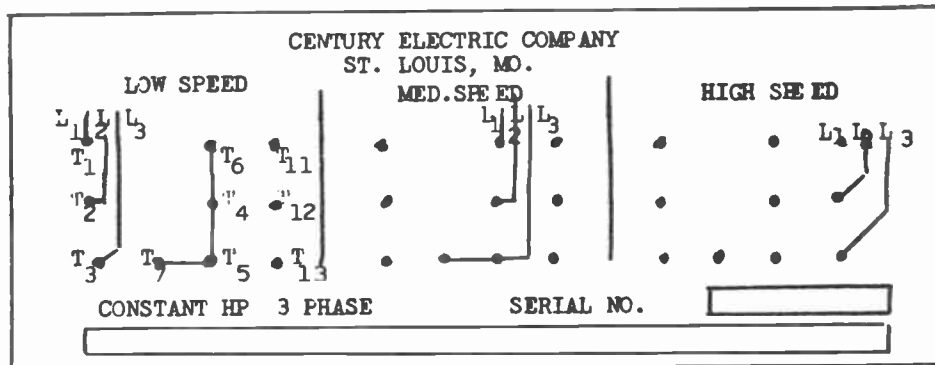 CENTURY ELECTRIC COMPANY
ST. LOUIS, MO.
LOW SPEED
MED.SPEED
HIGH SPEED
L1 L2 L3
L1 L2 L3
L1 L2 L3
T1 T6 T11
T2 T4 T12
T3 T7 T5 T13
CONSTANT HP 3 PHASE SERIAL NO.